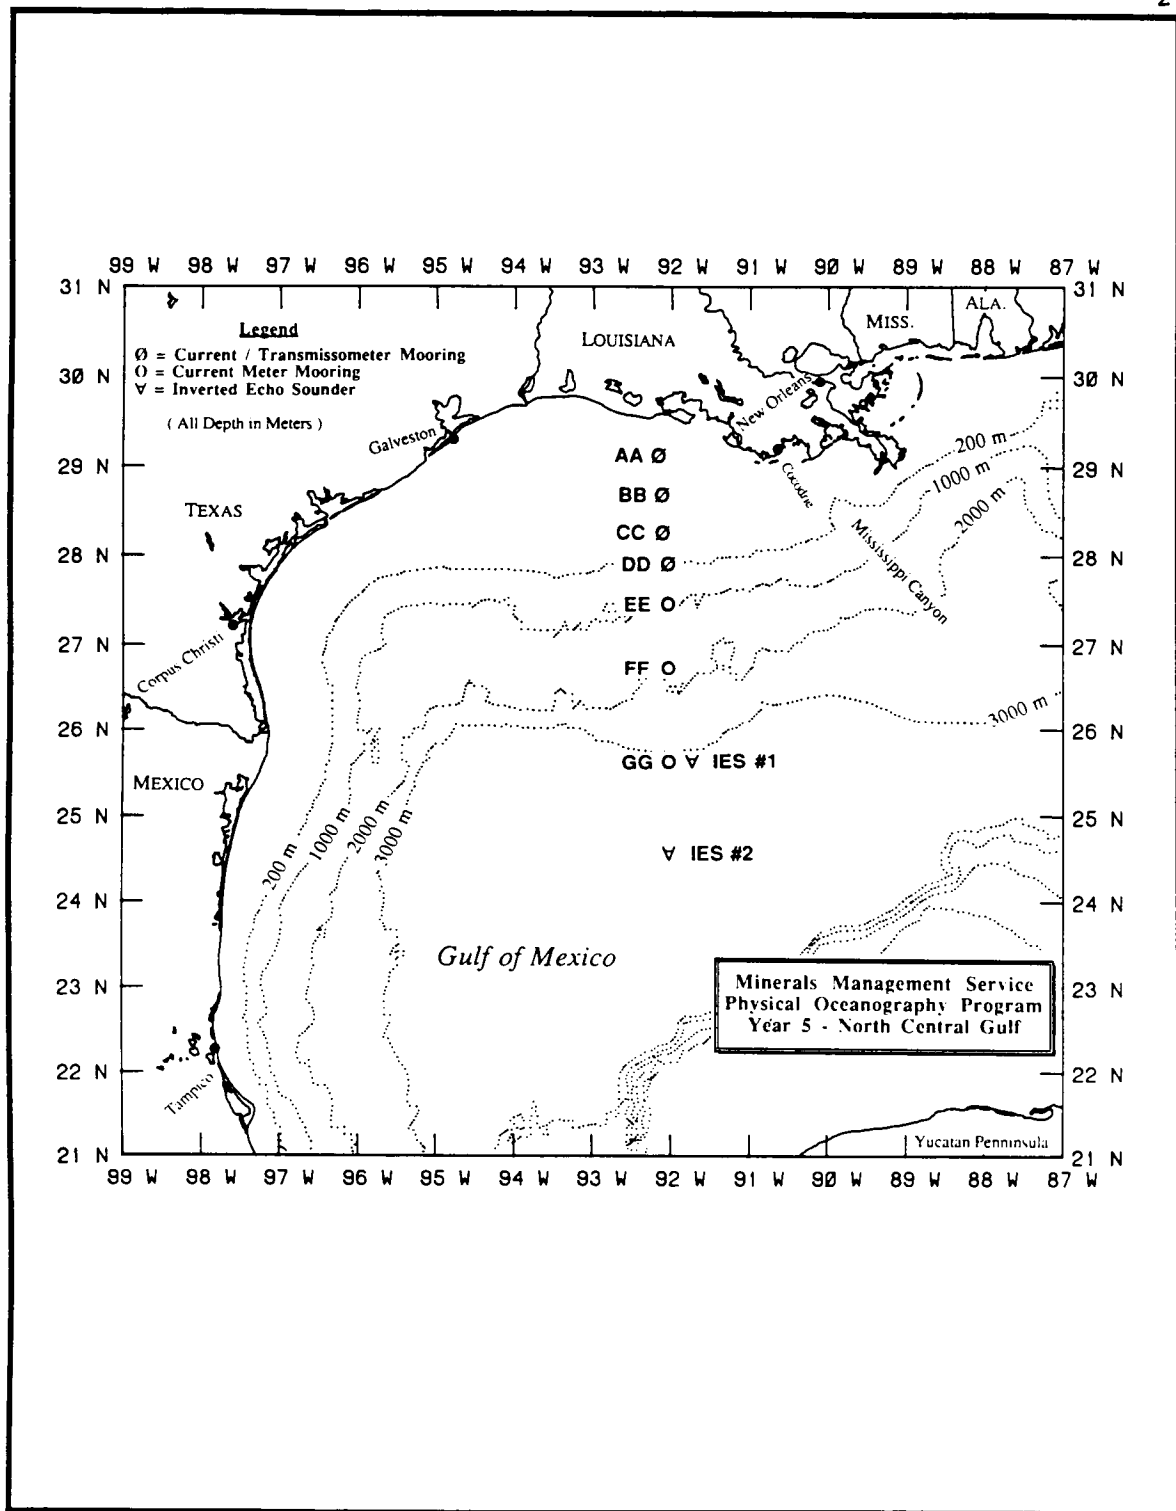 2
99 W 98 W 97 W 96 W 95 W 94 W 93 W 92 W 91 W 90 W 89 W 88 W 87 W
31 N 31 N
Legend
Ø = Current / Transmissometer Mooring
O = Current Meter Mooring
∀ = Inverted Echo Sounder
( All Depth in Meters )
LOUISIANA
MISS.
ALA.
30 N 30 N
New Orleans
Galveston
200 m
29 N 29 N
AA Ø
1000 m
BB Ø
Cocodrie
2000 m
TEXAS
CC Ø
Mississippi Canyon
28 N 28 N
DD Ø
EE O
27 N 27 N
Corpus Christi
FF O
3000 m
26 N 26 N
GG O ∀ IES #1
MEXICO
25 N 25 N
200 m
1000 m
2000 m
3000 m
∀ IES #2
24 N 24 N
Gulf of Mexico
23 N 23 N
Minerals Management Service
Physical Oceanography Program
Year 5 - North Central Gulf
22 N 22 N
Tampico
Yucatan Penninsula
21 N 21 N
99 W 98 W 97 W 96 W 95 W 94 W 93 W 92 W 91 W 90 W 89 W 88 W 87 W